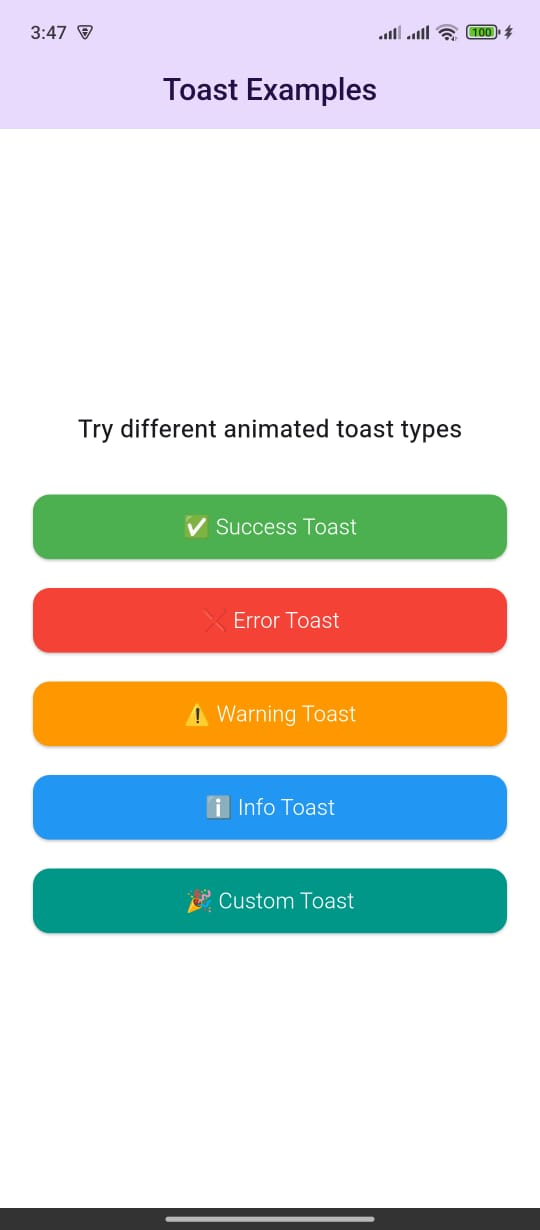 3:47
100
Toast Examples
Try different animated toast types
✅ Success Toast
❌ Error Toast
⚠️ Warning Toast
ℹ️ Info Toast
🎉 Custom Toast